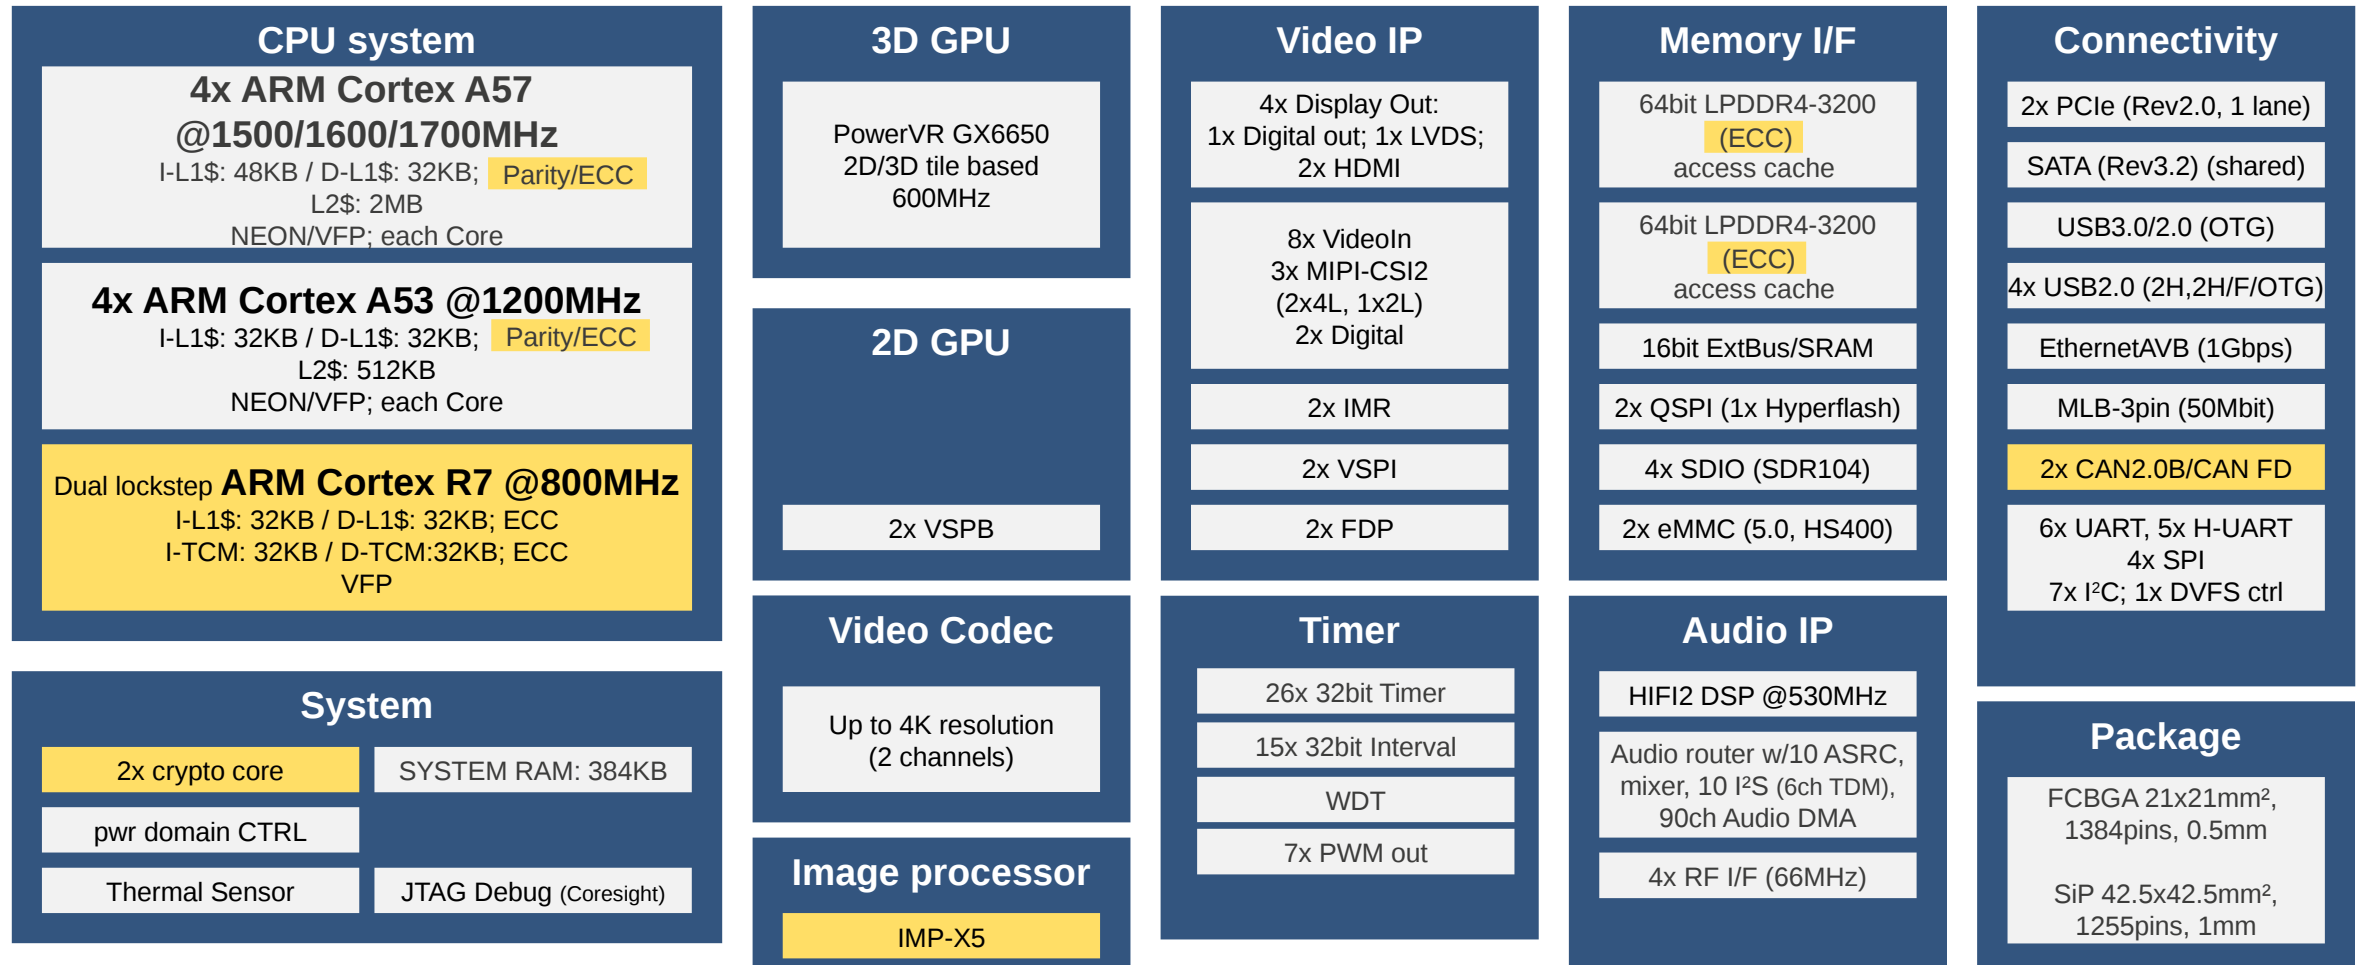 CPU system
4x ARM Cortex A57
@1500/1600/1700MHz
I-L1$: 48KB / D-L1$: 32KB; Parity/ECC
L2$: 2MB
NEON/VFP; each Core
4x ARM Cortex A53 @1200MHz
I-L1$: 32KB / D-L1$: 32KB; Parity/ECC
L2$: 512KB
NEON/VFP; each Core
Dual lockstep ARM Cortex R7 @800MHz
I-L1$: 32KB / D-L1$: 32KB; ECC
I-TCM: 32KB / D-TCM:32KB; ECC
VFP
System
2x crypto core
SYSTEM RAM: 384KB
pwr domain CTRL
Thermal Sensor
JTAG Debug (Coresight)
3D GPU
PowerVR GX6650
2D/3D tile based
600MHz
2D GPU
2x VSPB
Video Codec
Up to 4K resolution
(2 channels)
Image processor
IMP-X5
Video IP
4x Display Out:
1x Digital out; 1x LVDS;
2x HDMI
8x VideoIn
3x MIPI-CSI2
(2x4L, 1x2L)
2x Digital
2x IMR
2x VSPI
2x FDP
Timer
26x 32bit Timer
15x 32bit Interval
WDT
7x PWM out
Memory I/F
64bit LPDDR4-3200
(ECC)
access cache
64bit LPDDR4-3200
(ECC)
access cache
16bit ExtBus/SRAM
2x QSPI (1x Hyperflash)
4x SDIO (SDR104)
2x eMMC (5.0, HS400)
Audio IP
HIFI2 DSP @530MHz
Audio router w/10 ASRC,
mixer, 10 I²S (6ch TDM),
90ch Audio DMA
4x RF I/F (66MHz)
Connectivity
2x PCIe (Rev2.0, 1 lane)
SATA (Rev3.2) (shared)
USB3.0/2.0 (OTG)
4x USB2.0 (2H,2H/F/OTG)
EthernetAVB (1Gbps)
MLB-3pin (50Mbit)
2x CAN2.0B/CAN FD
6x UART, 5x H-UART
4x SPI
7x I²C; 1x DVFS ctrl
Package
FCBGA 21x21mm²,
1384pins, 0.5mm
SiP 42.5x42.5mm²,
1255pins, 1mm